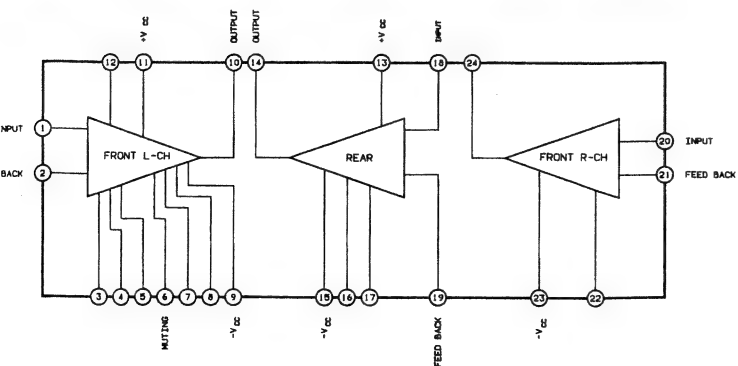 +V CC
OUTPUT
OUTPUT
+V CC
INPUT
12
11
10
14
13
18
24
NPUT
1
FRONT L-CH
REAR
FRONT R-CH
20
INPUT
BACK
2
21
FEED BACK
3
4
5
6
7
8
9
15
16
17
19
23
22
MUTING
-V CC
-V CC
FEED BACK
-V CC